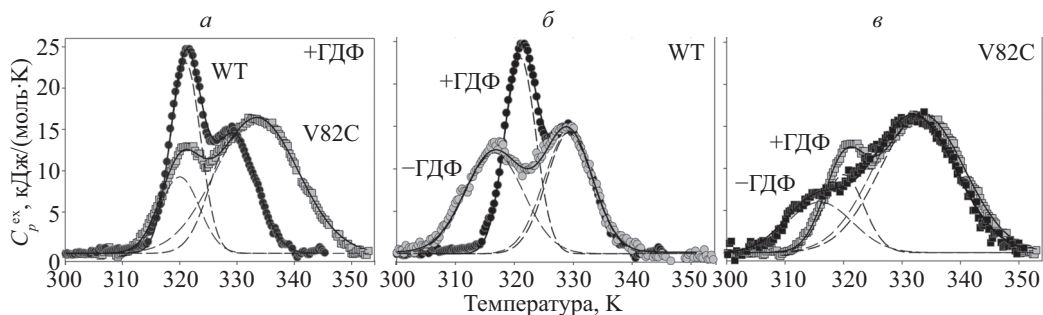 а
б
в
25
20
15
10
5
0
C_p^ex, кДж/(моль·К)
+ГДФ
WT
V82C
WT
+ГДФ
−ГДФ
V82C
+ГДФ
−ГДФ
300 310 320 330 340 350 300 310 320 330 340 350 300 310 320 330 340 350
Температура, K